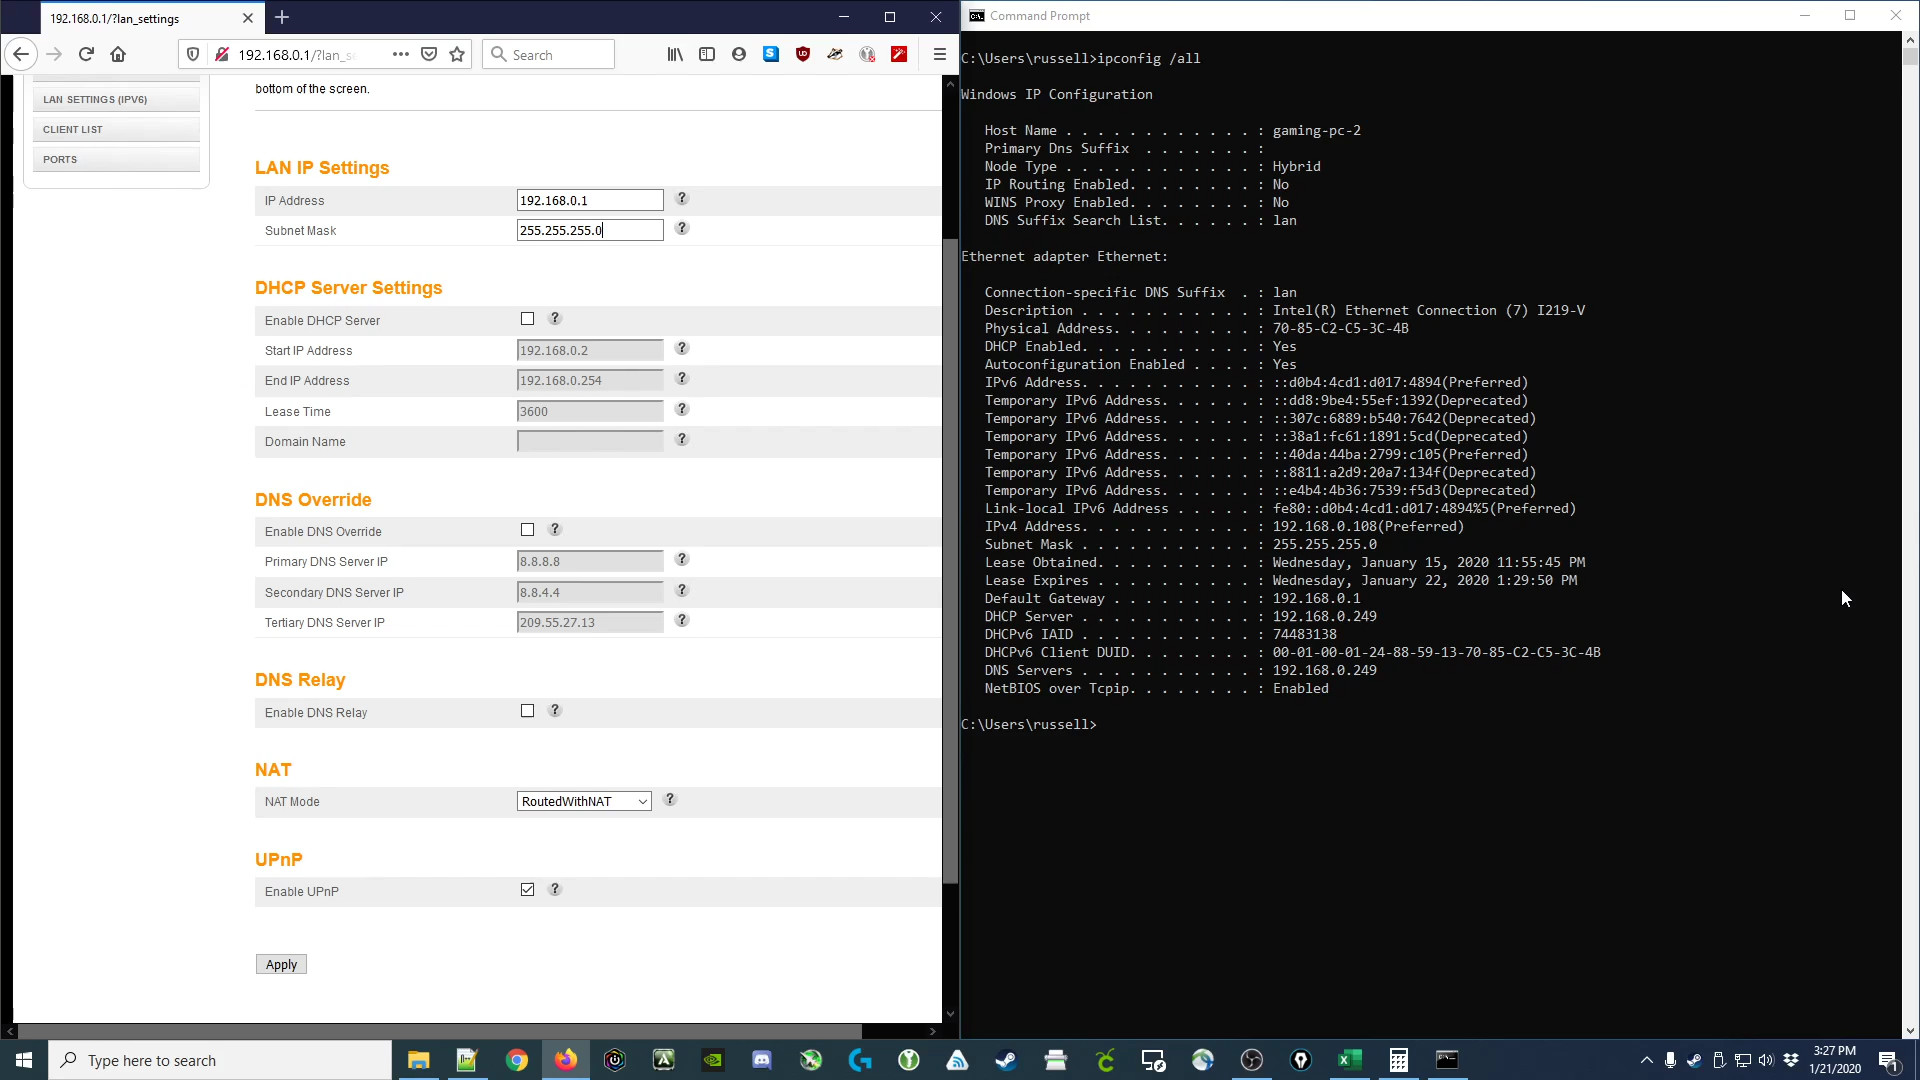 192.168.0.1/?lan_settings
192.168.0.1/?lan_se
Search
LAN SETTINGS (IPV6)
CLIENT LIST
PORTS
bottom of the screen.
LAN IP Settings
IP Address 192.168.0.1 ?
Subnet Mask 255.255.255.0 ?
DHCP Server Settings
Enable DHCP Server ?
Start IP Address 192.168.0.2 ?
End IP Address 192.168.0.254 ?
Lease Time 3600 ?
Domain Name ?
DNS Override
Enable DNS Override ?
Primary DNS Server IP 8.8.8.8 ?
Secondary DNS Server IP 8.8.4.4 ?
Tertiary DNS Server IP 209.55.27.13 ?
DNS Relay
Enable DNS Relay ?
NAT
NAT Mode RoutedWithNAT ?
UPnP
Enable UPnP ?
Apply
Command Prompt
C:\Users\russell>ipconfig /all
Windows IP Configuration
Host Name . . . . . . . . . . . . : gaming-pc-2
Primary Dns Suffix . . . . . . . :
Node Type . . . . . . . . . . . . : Hybrid
IP Routing Enabled. . . . . . . . : No
WINS Proxy Enabled. . . . . . . . : No
DNS Suffix Search List. . . . . . : lan
Ethernet adapter Ethernet:
Connection-specific DNS Suffix . : lan
Description . . . . . . . . . . . : Intel(R) Ethernet Connection (7) I219-V
Physical Address. . . . . . . . . : 70-85-C2-C5-3C-4B
DHCP Enabled. . . . . . . . . . . : Yes
Autoconfiguration Enabled . . . . : Yes
IPv6 Address. . . . . . . . . . . : ::d0b4:4cd1:d017:4894(Preferred)
Temporary IPv6 Address. . . . . . : ::dd8:9be4:55ef:1392(Deprecated)
Temporary IPv6 Address. . . . . . : ::307c:6889:b540:7642(Deprecated)
Temporary IPv6 Address. . . . . . : ::38a1:fc61:1891:5cd(Deprecated)
Temporary IPv6 Address. . . . . . : ::40da:44ba:2799:c105(Preferred)
Temporary IPv6 Address. . . . . . : ::8811:a2d9:20a7:134f(Deprecated)
Temporary IPv6 Address. . . . . . : ::e4b4:4b36:7539:f5d3(Deprecated)
Link-local IPv6 Address . . . . . : fe80::d0b4:4cd1:d017:4894%5(Preferred)
IPv4 Address. . . . . . . . . . . : 192.168.0.108(Preferred)
Subnet Mask . . . . . . . . . . . : 255.255.255.0
Lease Obtained. . . . . . . . . . : Wednesday, January 15, 2020 11:55:45 PM
Lease Expires . . . . . . . . . . : Wednesday, January 22, 2020 1:29:50 PM
Default Gateway . . . . . . . . . : 192.168.0.1
DHCP Server . . . . . . . . . . . : 192.168.0.249
DHCPv6 IAID . . . . . . . . . . . : 74483138
DHCPv6 Client DUID. . . . . . . . : 00-01-00-01-24-88-59-13-70-85-C2-C5-3C-4B
DNS Servers . . . . . . . . . . . : 192.168.0.249
NetBIOS over Tcpip. . . . . . . . : Enabled
C:\Users\russell>
Type here to search
3:27 PM
1/21/2020
1